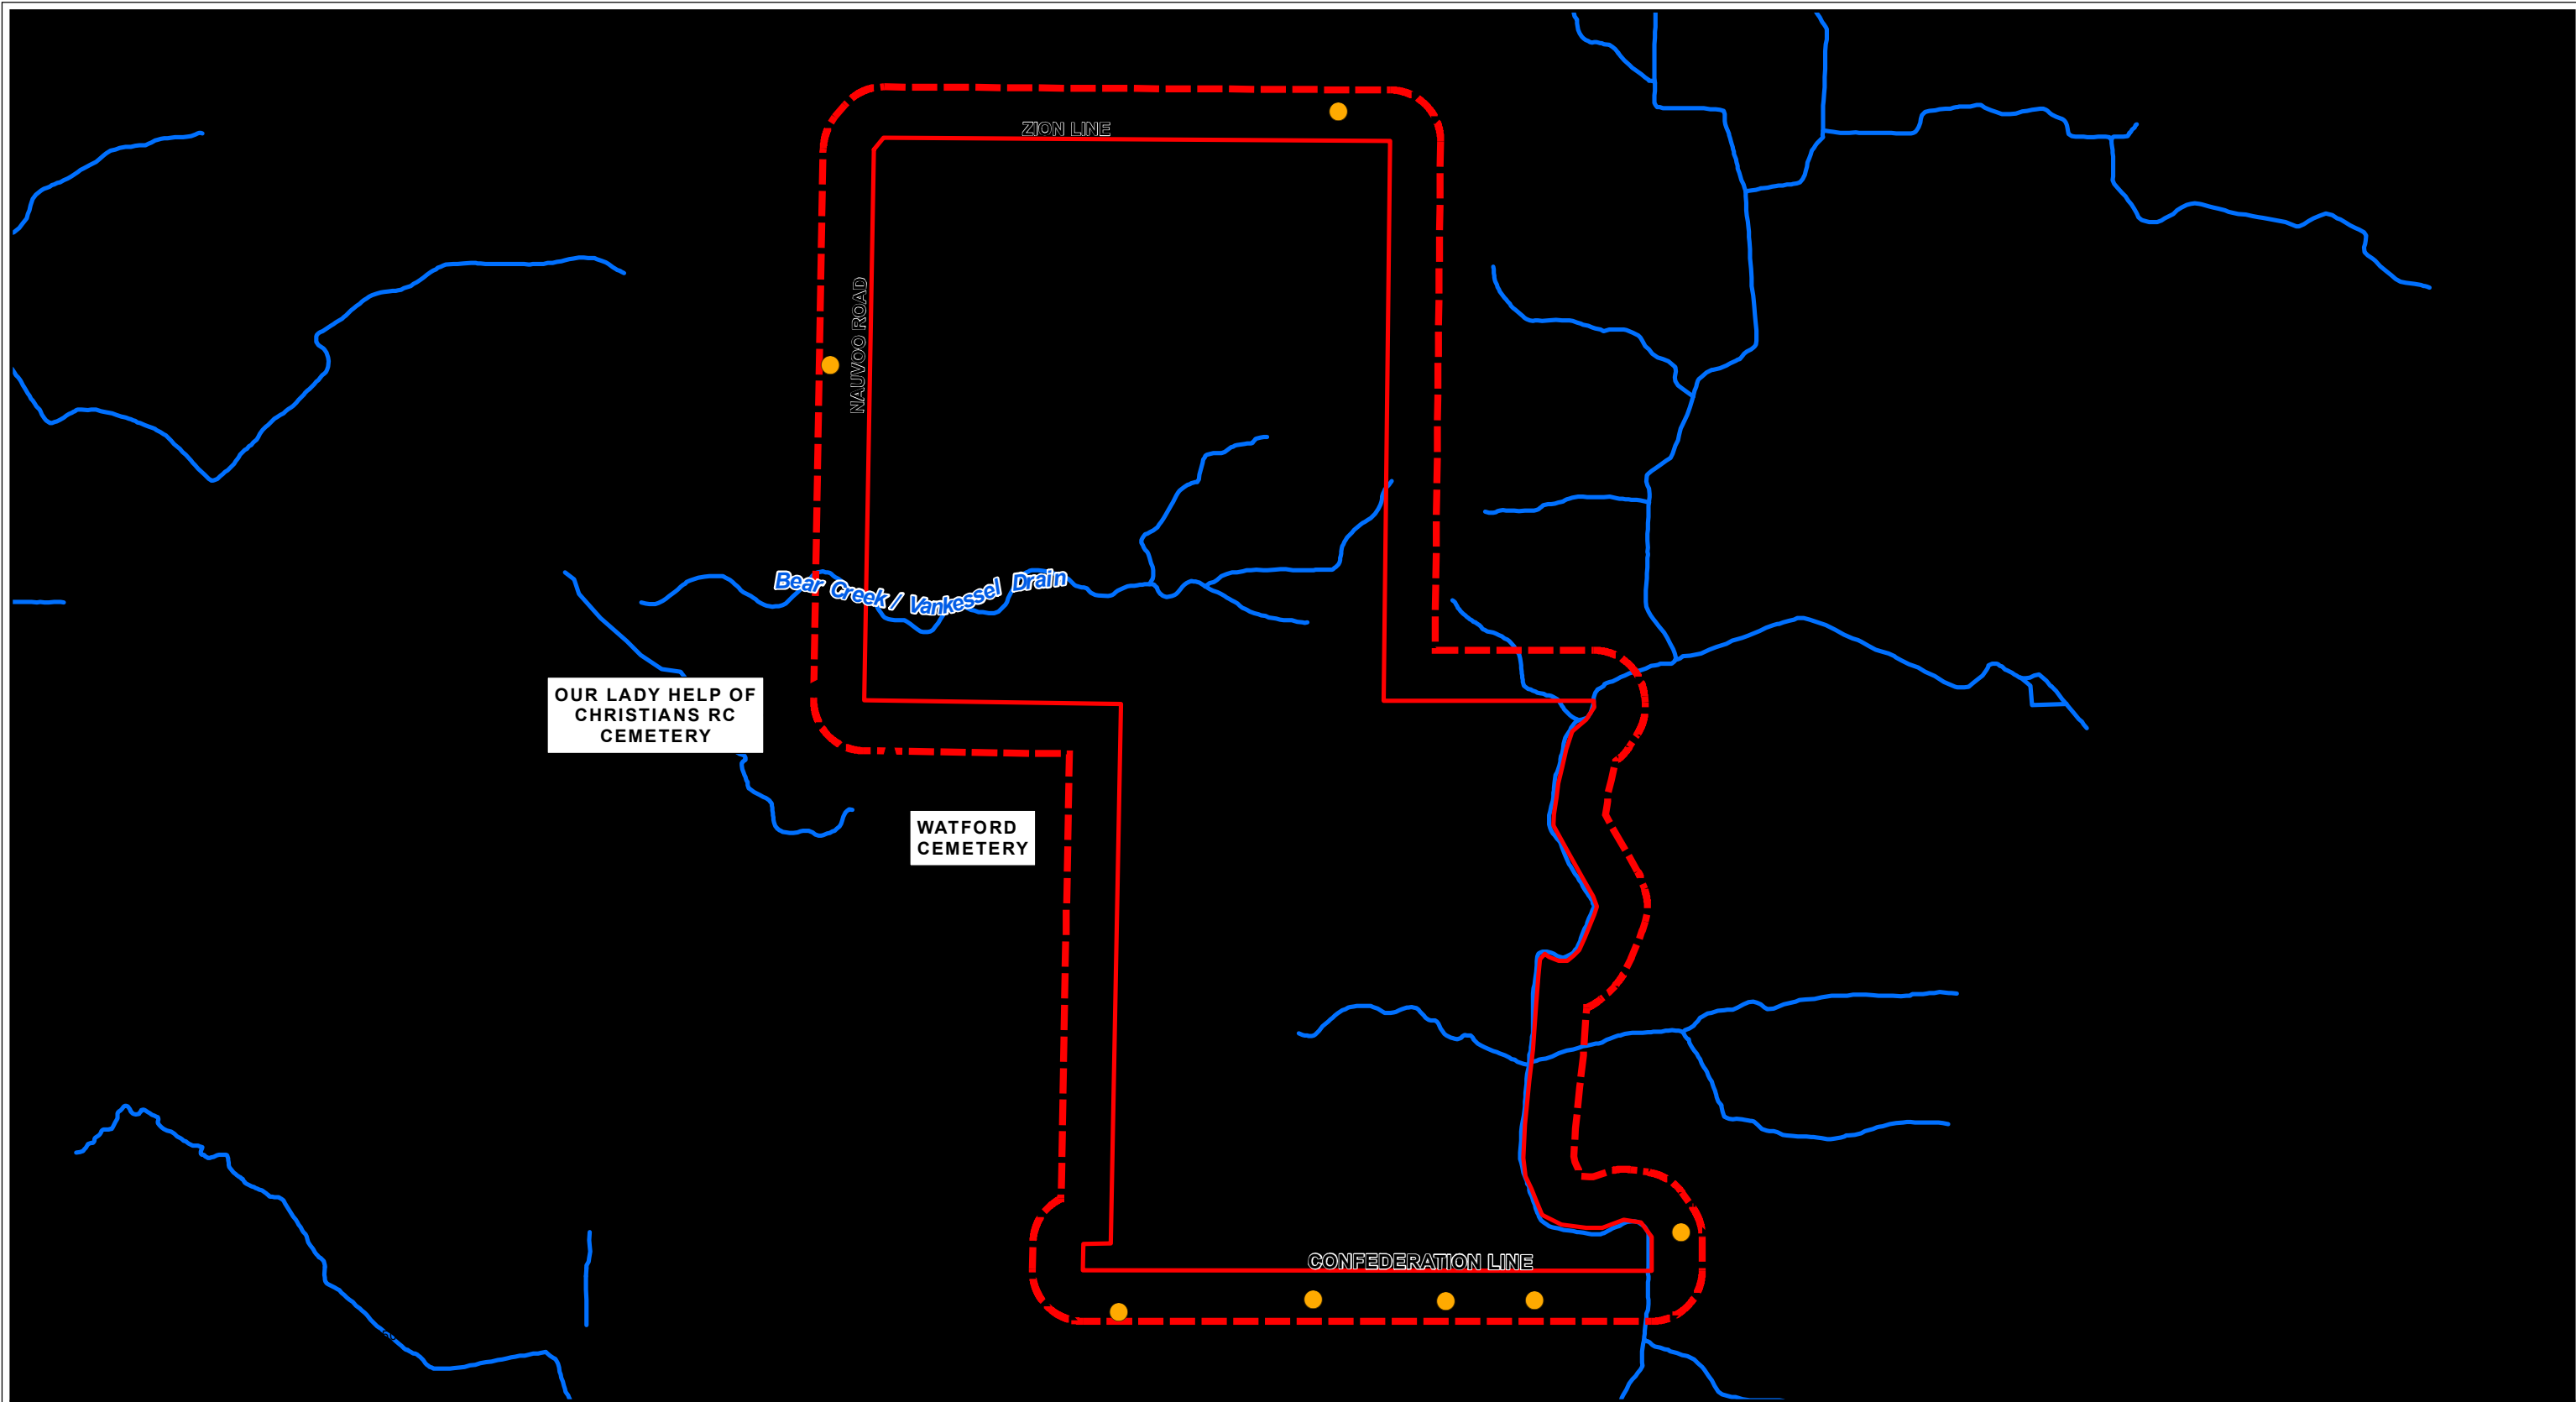 ZION LINE
NAUVOO ROAD
Bear Creek / Vankessel Drain
OUR LADY HELP OF
CHRISTIANS RC
CEMETERY
WATFORD
CEMETERY
CONFEDERATION LINE